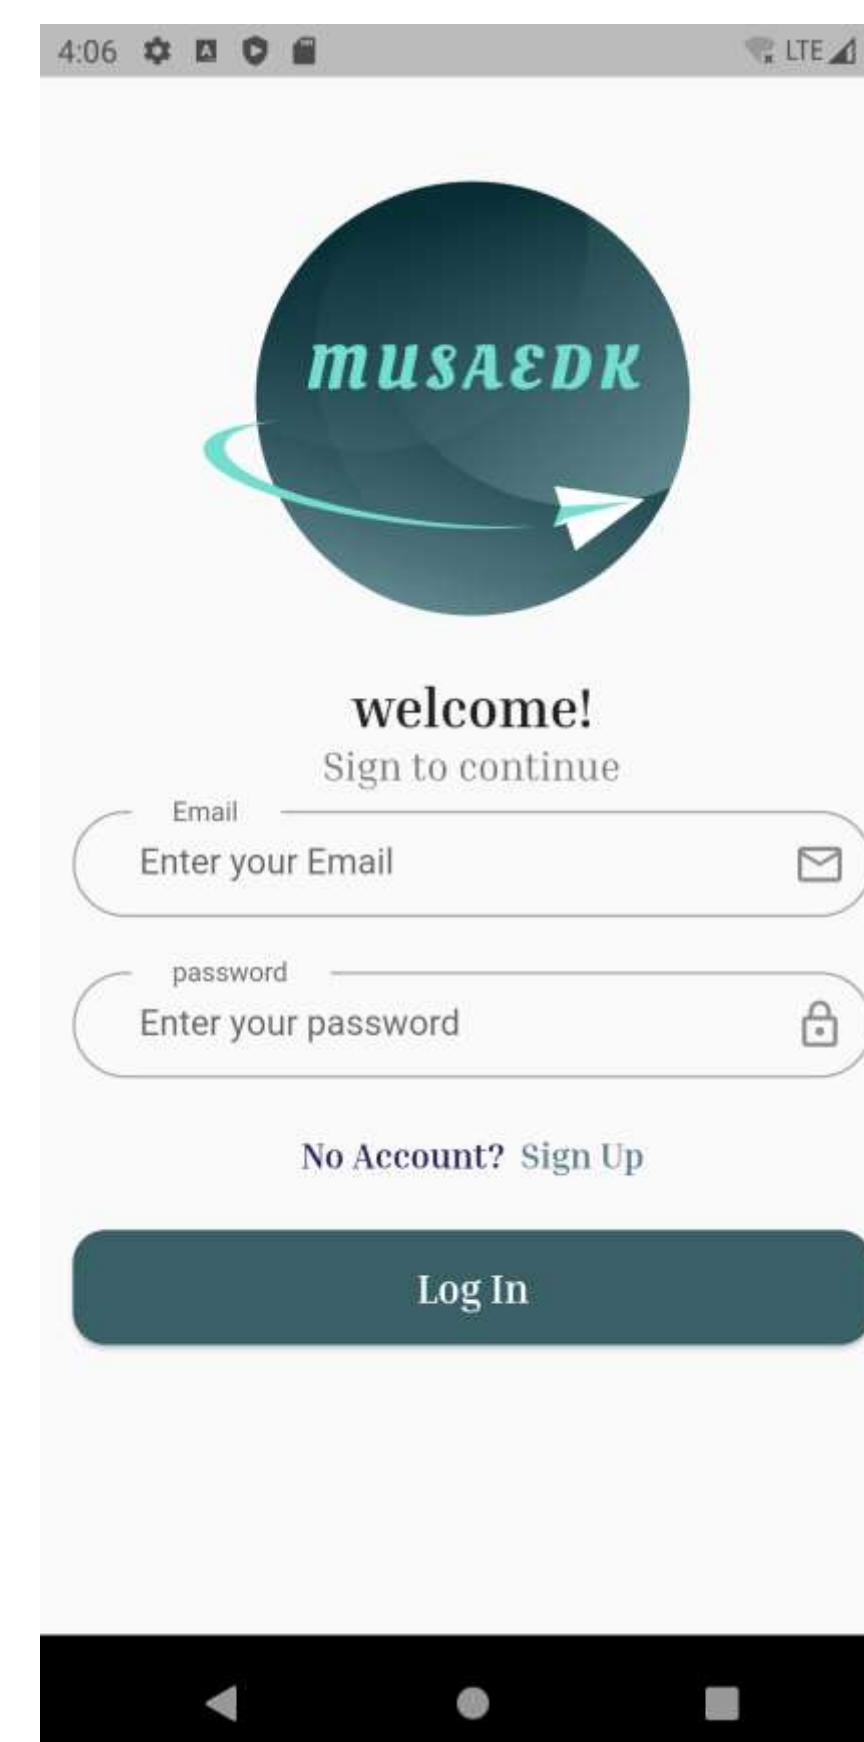 4:06 LTE
MUSAEDK
welcome!
Sign to continue
Email
Enter your Email
password
Enter your password
No Account? Sign Up
Log In